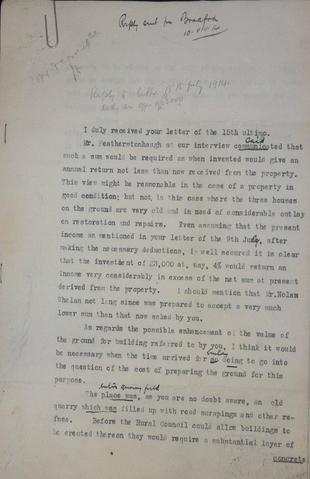 Reply sent from Bradford
10.
Reply to letter of 15 July 1914
I duly received your letter of the 15th ultimo.
said
Mr. Featherstonhaugh at our interview communicated that
such a sum would be required as when invested would give an
annual return not less than now received from the property.
This view might be reasonable in the case of a property in
good condition; but not, in this case where the three houses
on the ground are very old and in need of considerable outlay
on restoration and repairs. Even assuming that the present
income as mentioned in your letter of the 9th July, after
making the necessary deductions, is well secured it is clear
that the investment of £3,000 at, say, 4% would return an
income very considerably in excess of the net sum at present
derived from the property. I should mention that Mr. Nolam
Whelan not long since was prepared to accept a very much
lower sum than that now asked by you.
As regards the possible enhancement of the value of
the ground for building referred to by you, I think it would
building
be necessary when the time arrived for so doing to go into
the question of the cost of preparing the ground for this
purpose.
quarry field
The place was, as you are no doubt aware, an old
quarry which was filled up with road scrapings and other re-
fuse. Before the Rural Council could allow buildings to
be erected thereon they would require a substantial layer of
concrete